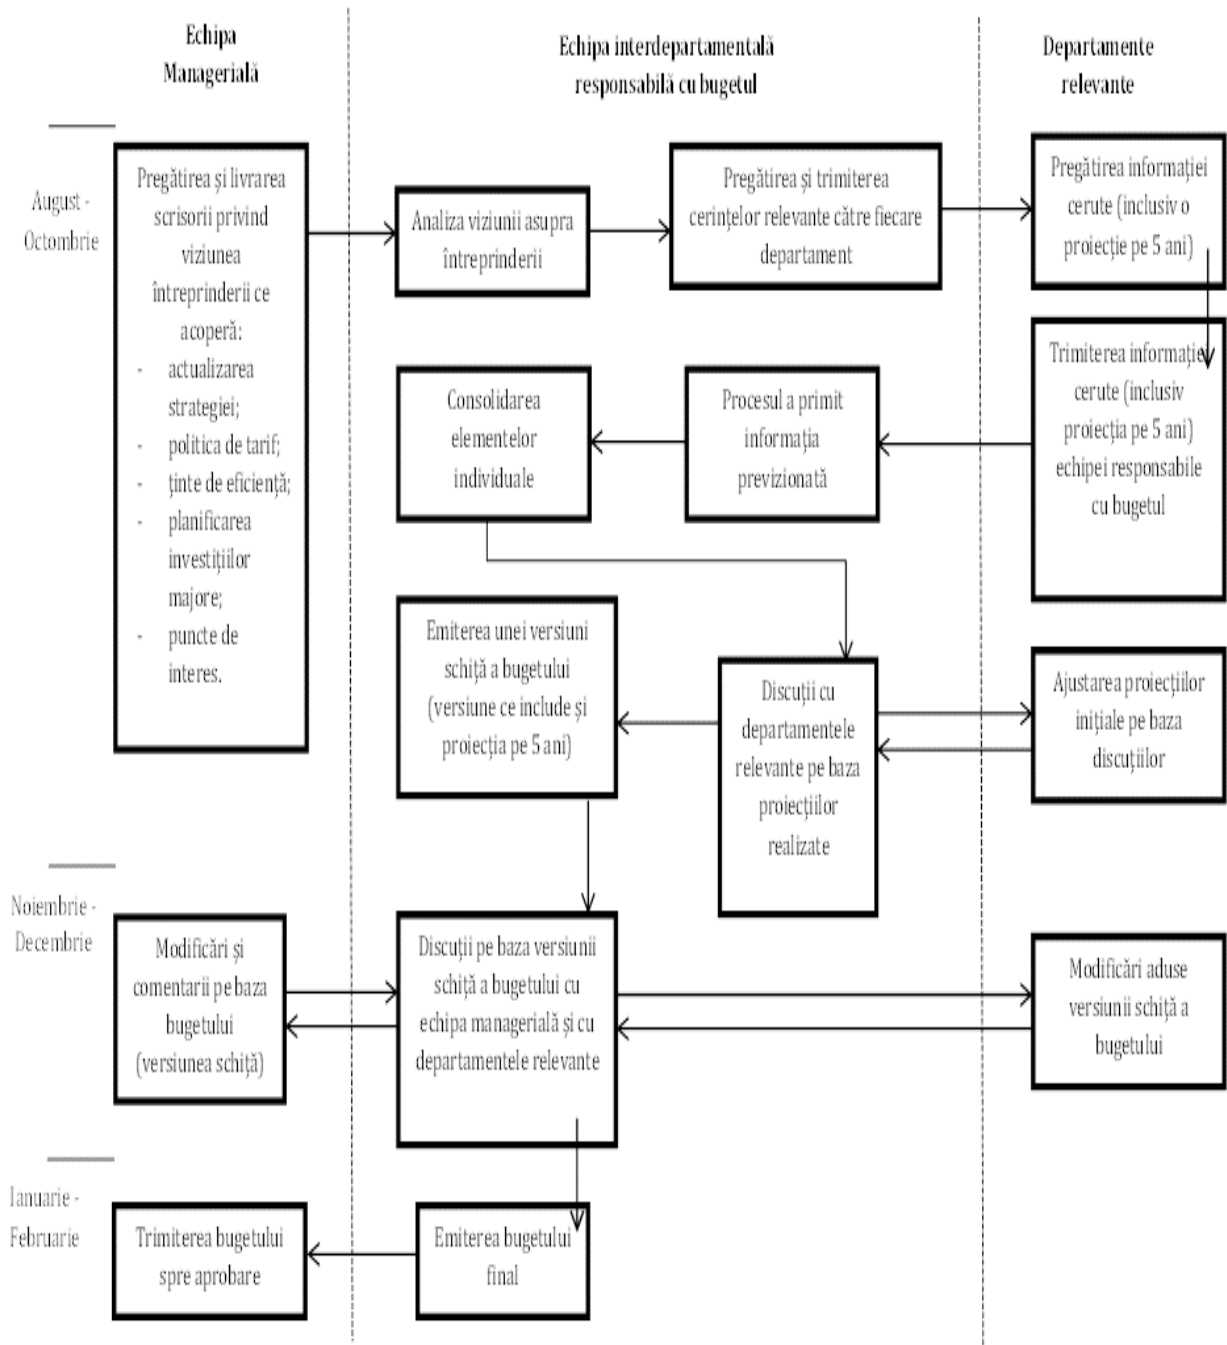 Echipa
Managerială
Echipa interdepartamentală
responsabilă cu bugetul
Departamente
relevante
August -
Octombrie
Pregătirea și livrarea
scrisorii privind
viziunea
întreprinderii ce
acoperă:
- actualizarea
strategiei;
- politica de tarif;
- ținte de eficiență;
- planificarea
investițiilor
majore;
- puncte de
interes.
Analiza viziunii asupra
întreprinderii
Pregătirea și trimiterea
cerințelor relevante către fiecare
departament
Pregătirea informației
cerute (inclusiv o
proiecție pe 5 ani)
Trimiterea informație
cerute (inclusiv
proiecția pe 5 ani)
echipei responsabile
cu bugetul
Procesul a primit
informația
previzionată
Consolidarea
elementelor
individuale
Emiterea unei versiuni
schiță a bugetului
(versiune ce include și
proiecția pe 5 ani)
Discuții cu
departamentele
relevante pe baza
proiecțiilor
realizate
Ajustarea proiecțiilor
inițiale pe baza
discuțiilor
Noiembrie -
Decembrie
Modificări și
comentarii pe baza
bugetului
(versiunea schiță)
Discuții pe baza versiunii
schiță a bugetului cu
echipa managerială și cu
departamentele relevante
Modificări aduse
versiunii schiță a
bugetului
Ianuarie -
Februarie
Trimiterea bugetului
spre aprobare
Emiterea bugetului
final